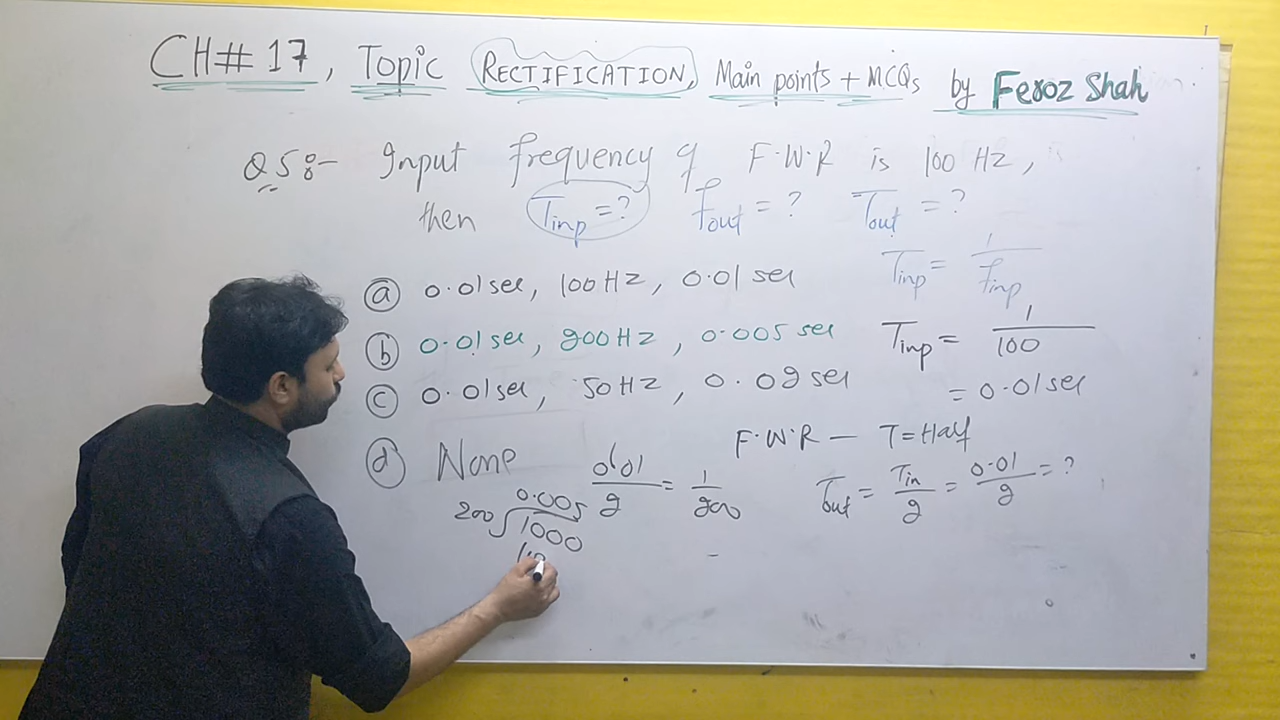 CH# 17, Topic RECTIFICATION, Main points + MCQs by Feroz Shah
Q5:- Input frequency of F.W.R is 100 Hz,
then Tinp = ? fout = ? Tout = ?
Tinp = 1/finp
(a) 0.01 sec, 100 Hz, 0.01 sec
(b) 0.01 sec, 200 Hz, 0.005 sec
Tinp = 1/100
(c) 0.01 sec, 50 Hz, 0.02 sec
= 0.01 sec
F.W.R — T = Half
(d) None
0.01/2 = 1/200
Tout = Tin/2 = 0.01/2 = ?
0.005
200 1000